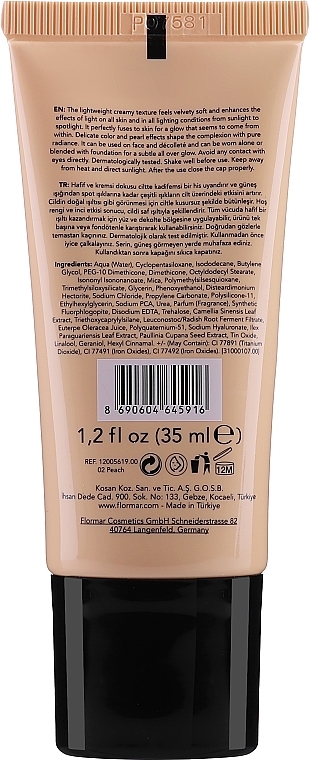 P07581
EN: The lightweight creamy texture feels velvety soft and enhances the
effects of light on all skin and in all lighting conditions from sunlight to
spotlight. It perfectly fuses to skin for a glow that seems to come from
within. Delicate color and pearl effects shape the complexion with pure
radiance. It can be used on face and décolleté and can be worn alone or
blended with foundation for a subtle all over glow. Avoid any contact with
eyes directly. Dermatologically tested. Shake well before use. Keep away
from heat and direct sunlight. After the use close the cap properly.
TR: Hafif ve kremsi dokusu ciltte kadifemsi bir his uyandırır ve güneş
ışığından spot ışığına kadar çeşitli ışıkların cilt üzerindeki etkisini artırır.
Cildin doğal ışıltısı gibi görünmesi için ciltle kusursuz şekilde bütünleşir. Hoş
rengi ve inci etkisi sonucu, cildi saf ışıltıyla şekillendirir. Tüm vücuda hafif bir
ışıltı kazandırmak için yüz ve dekolte bölgesine uygulayabilir, ürünü tek
başına veya fondötenle karıştırarak kullanabilirsiniz. Doğrudan gözlerle
temastan kaçınınız. Dermatolojik olarak test edilmiştir. Kullanmadan önce
iyice çalkalayınız. Serin, güneş görmeyen yerde muhafaza ediniz.
Kullandıktan sonra kapağını sıkıca kapatınız.
Ingredients: Aqua (Water), Cyclopentasiloxane, Isododecane, Butylene
Glycol, PEG-10 Dimethicone, Dimethicone, Octyldodecyl Stearate,
Isononyl Isononanoate, Mica, Polymethylsilsesquioxane,
Trimethylsiloxysilicate, Glycerin, Phenoxyethanol, Disteardimonium
Hectorite, Sodium Chloride, Propylene Carbonate, Polysilicone-11,
Ethylhexylglycerin, Sodium PCA, Urea, Parfum (Fragrance), Synthetic
Fluorphlogopite, Disodium EDTA, Trehalose, Camellia Sinensis Leaf
Extract, Triethoxycaprylylsilane, Leuconostoc/Radish Root Ferment Filtrate,
Euterpe Oleracea Juice, Polyquaternium-51, Sodium Hyaluronate, Ilex
Paraguariensis Leaf Extract, Paullinia Cupana Seed Extract, Tin Oxide,
Linalool, Geraniol, Hexyl Cinnamal. +/- (May Contain): CI 77891 (Titanium
Dioxide), CI 77491 (Iron Oxides), CI 77492 (Iron Oxides). (31000107.00)
8 690604 645916
1,2 fl oz (35 ml℮)
REF. 12005619.00
02 Peach
12M
Kosan Koz. San. ve Tic. A.Ş. G.O.S.B.
İhsan Dede Cad. 900. Sok. No: 133, Gebze, Kocaeli, Türkiye
www.flormar.com - Made in Türkiye
Flormar Cosmetics GmbH Schneiderstrasse 82
40764 Langenfeld, Germany